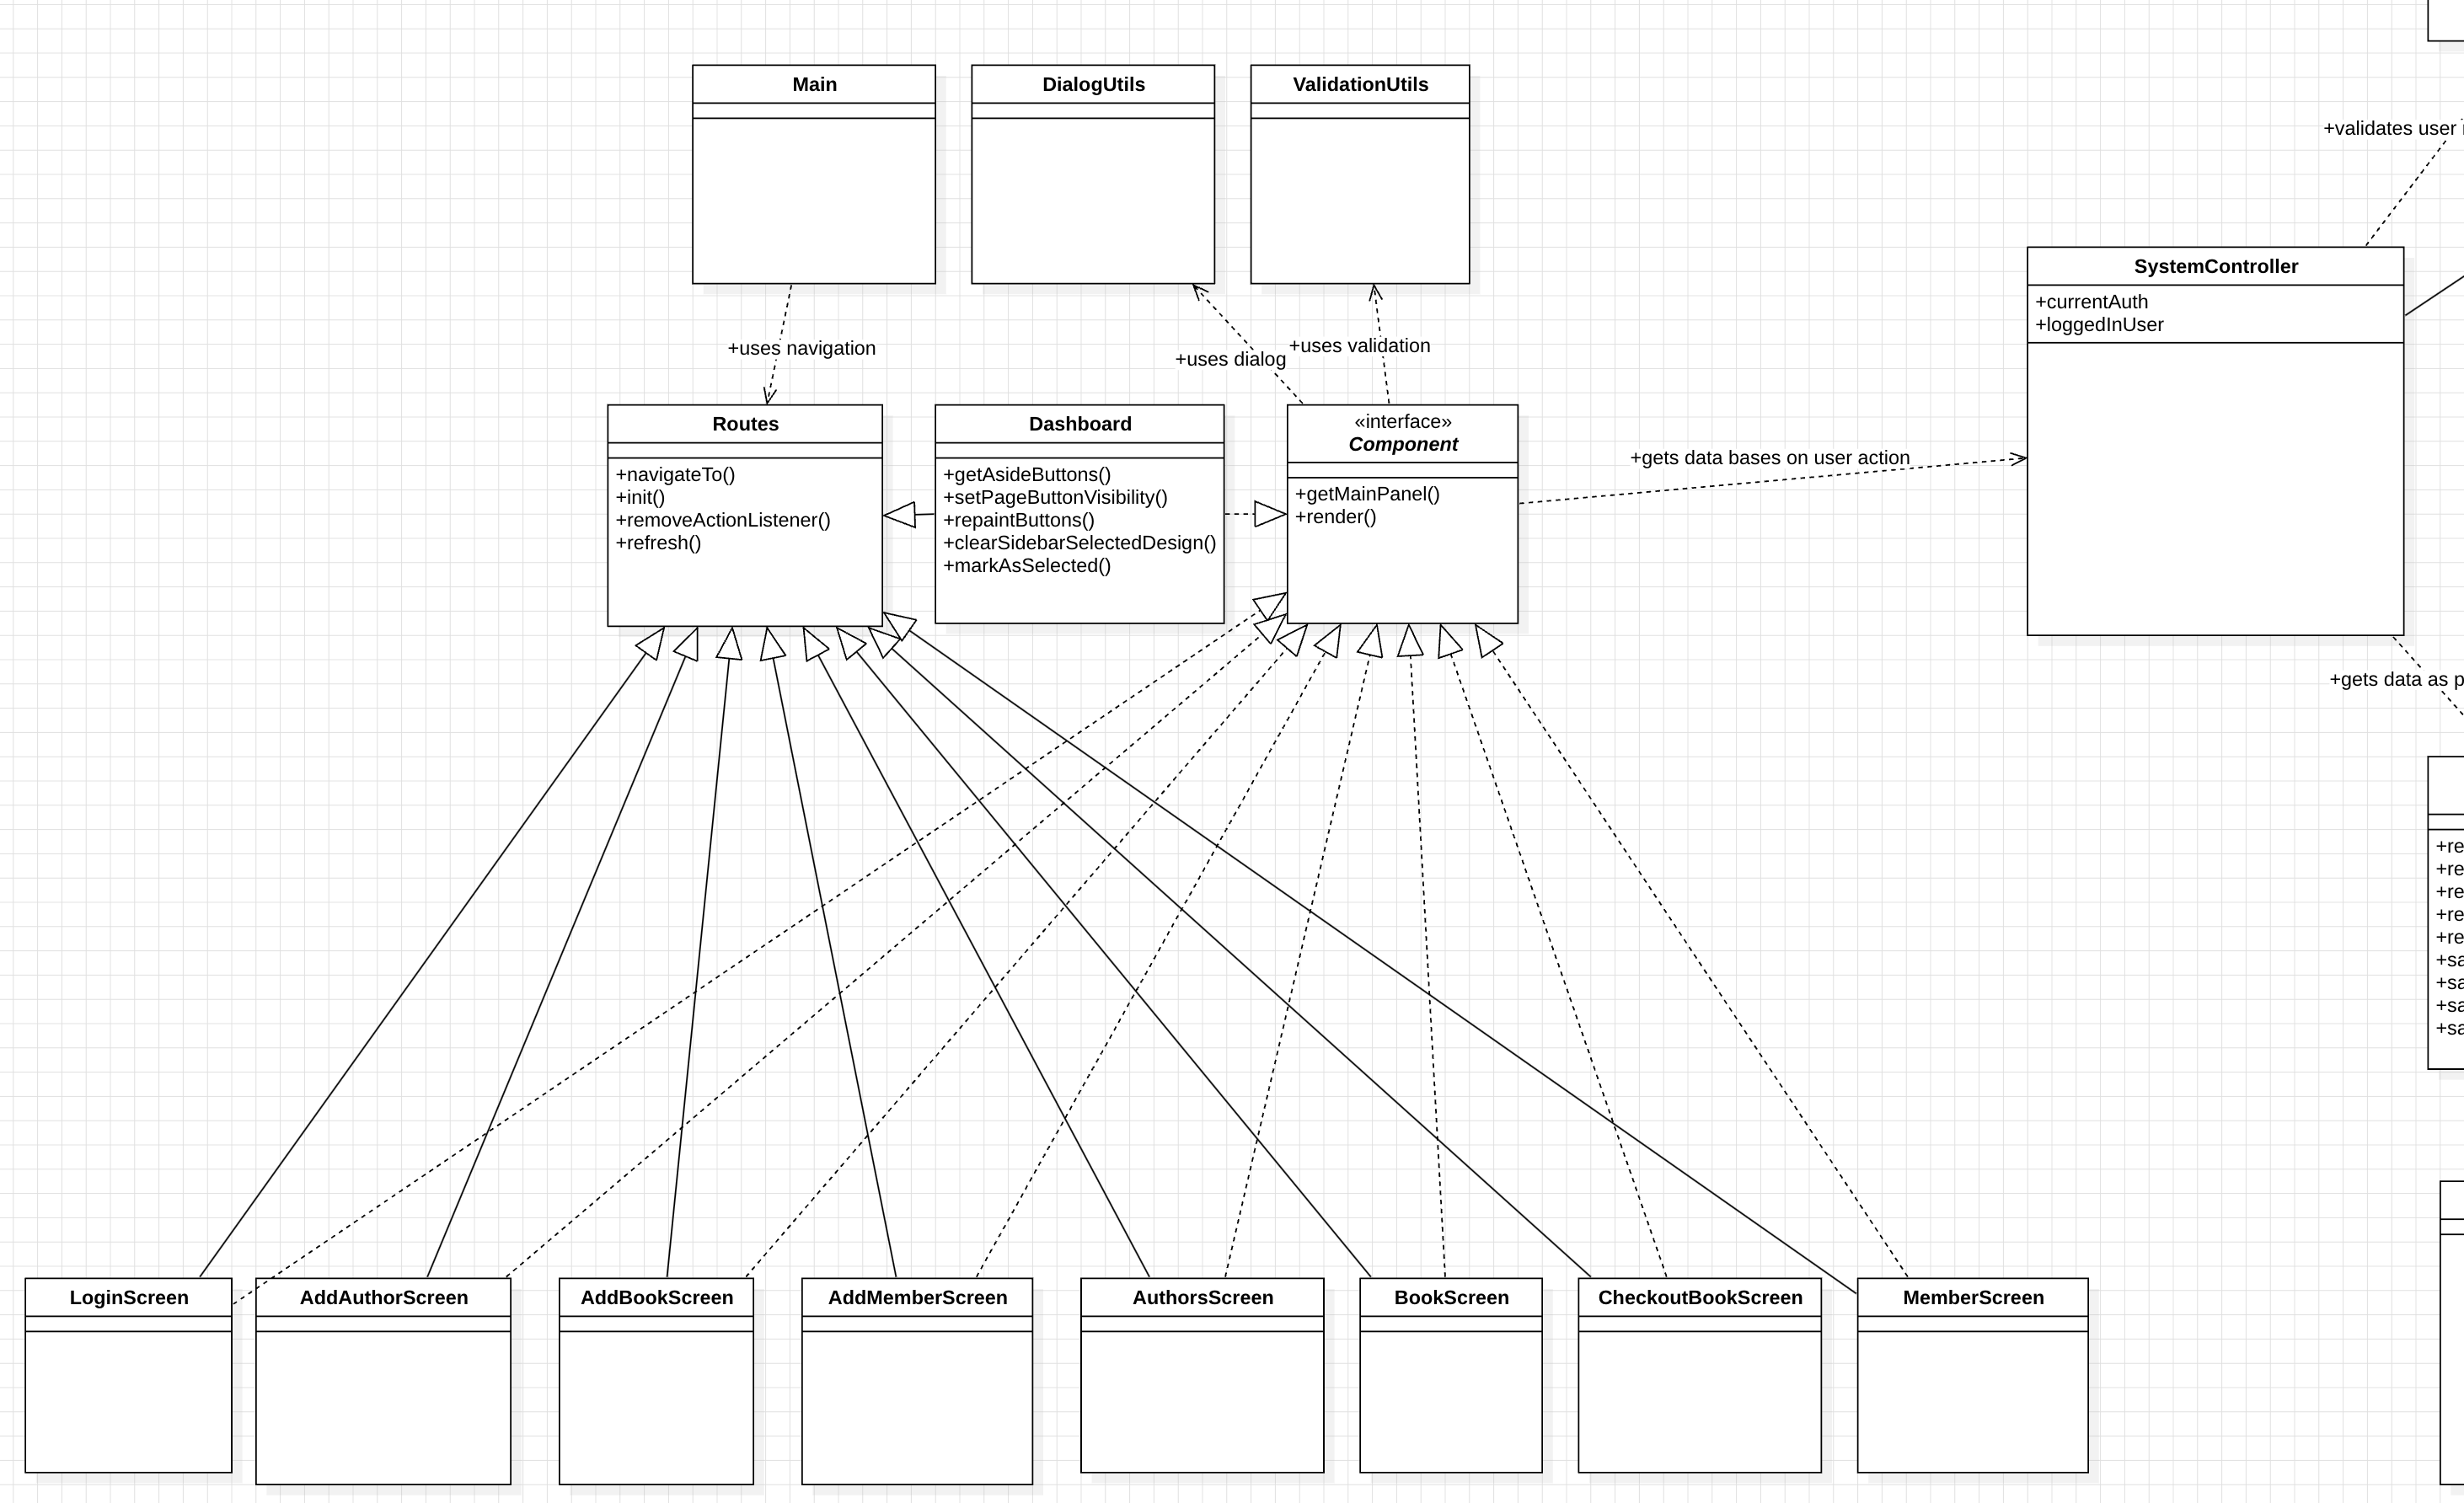 Main
DialogUtils
ValidationUtils
+validates user
+uses navigation
+uses dialog
+uses validation
SystemController
+currentAuth
+loggedInUser
Routes
+navigateTo()
+init()
+removeActionListener()
+refresh()
Dashboard
+getAsideButtons()
+setPageButtonVisibility()
+repaintButtons()
+clearSidebarSelectedDesign()
+markAsSelected()
«interface»
Component
+getMainPanel()
+render()
+gets data bases on user action
+gets data as p
+re
+re
+re
+re
+re
+sa
+sa
+sa
+sa
LoginScreen
AddAuthorScreen
AddBookScreen
AddMemberScreen
AuthorsScreen
BookScreen
CheckoutBookScreen
MemberScreen